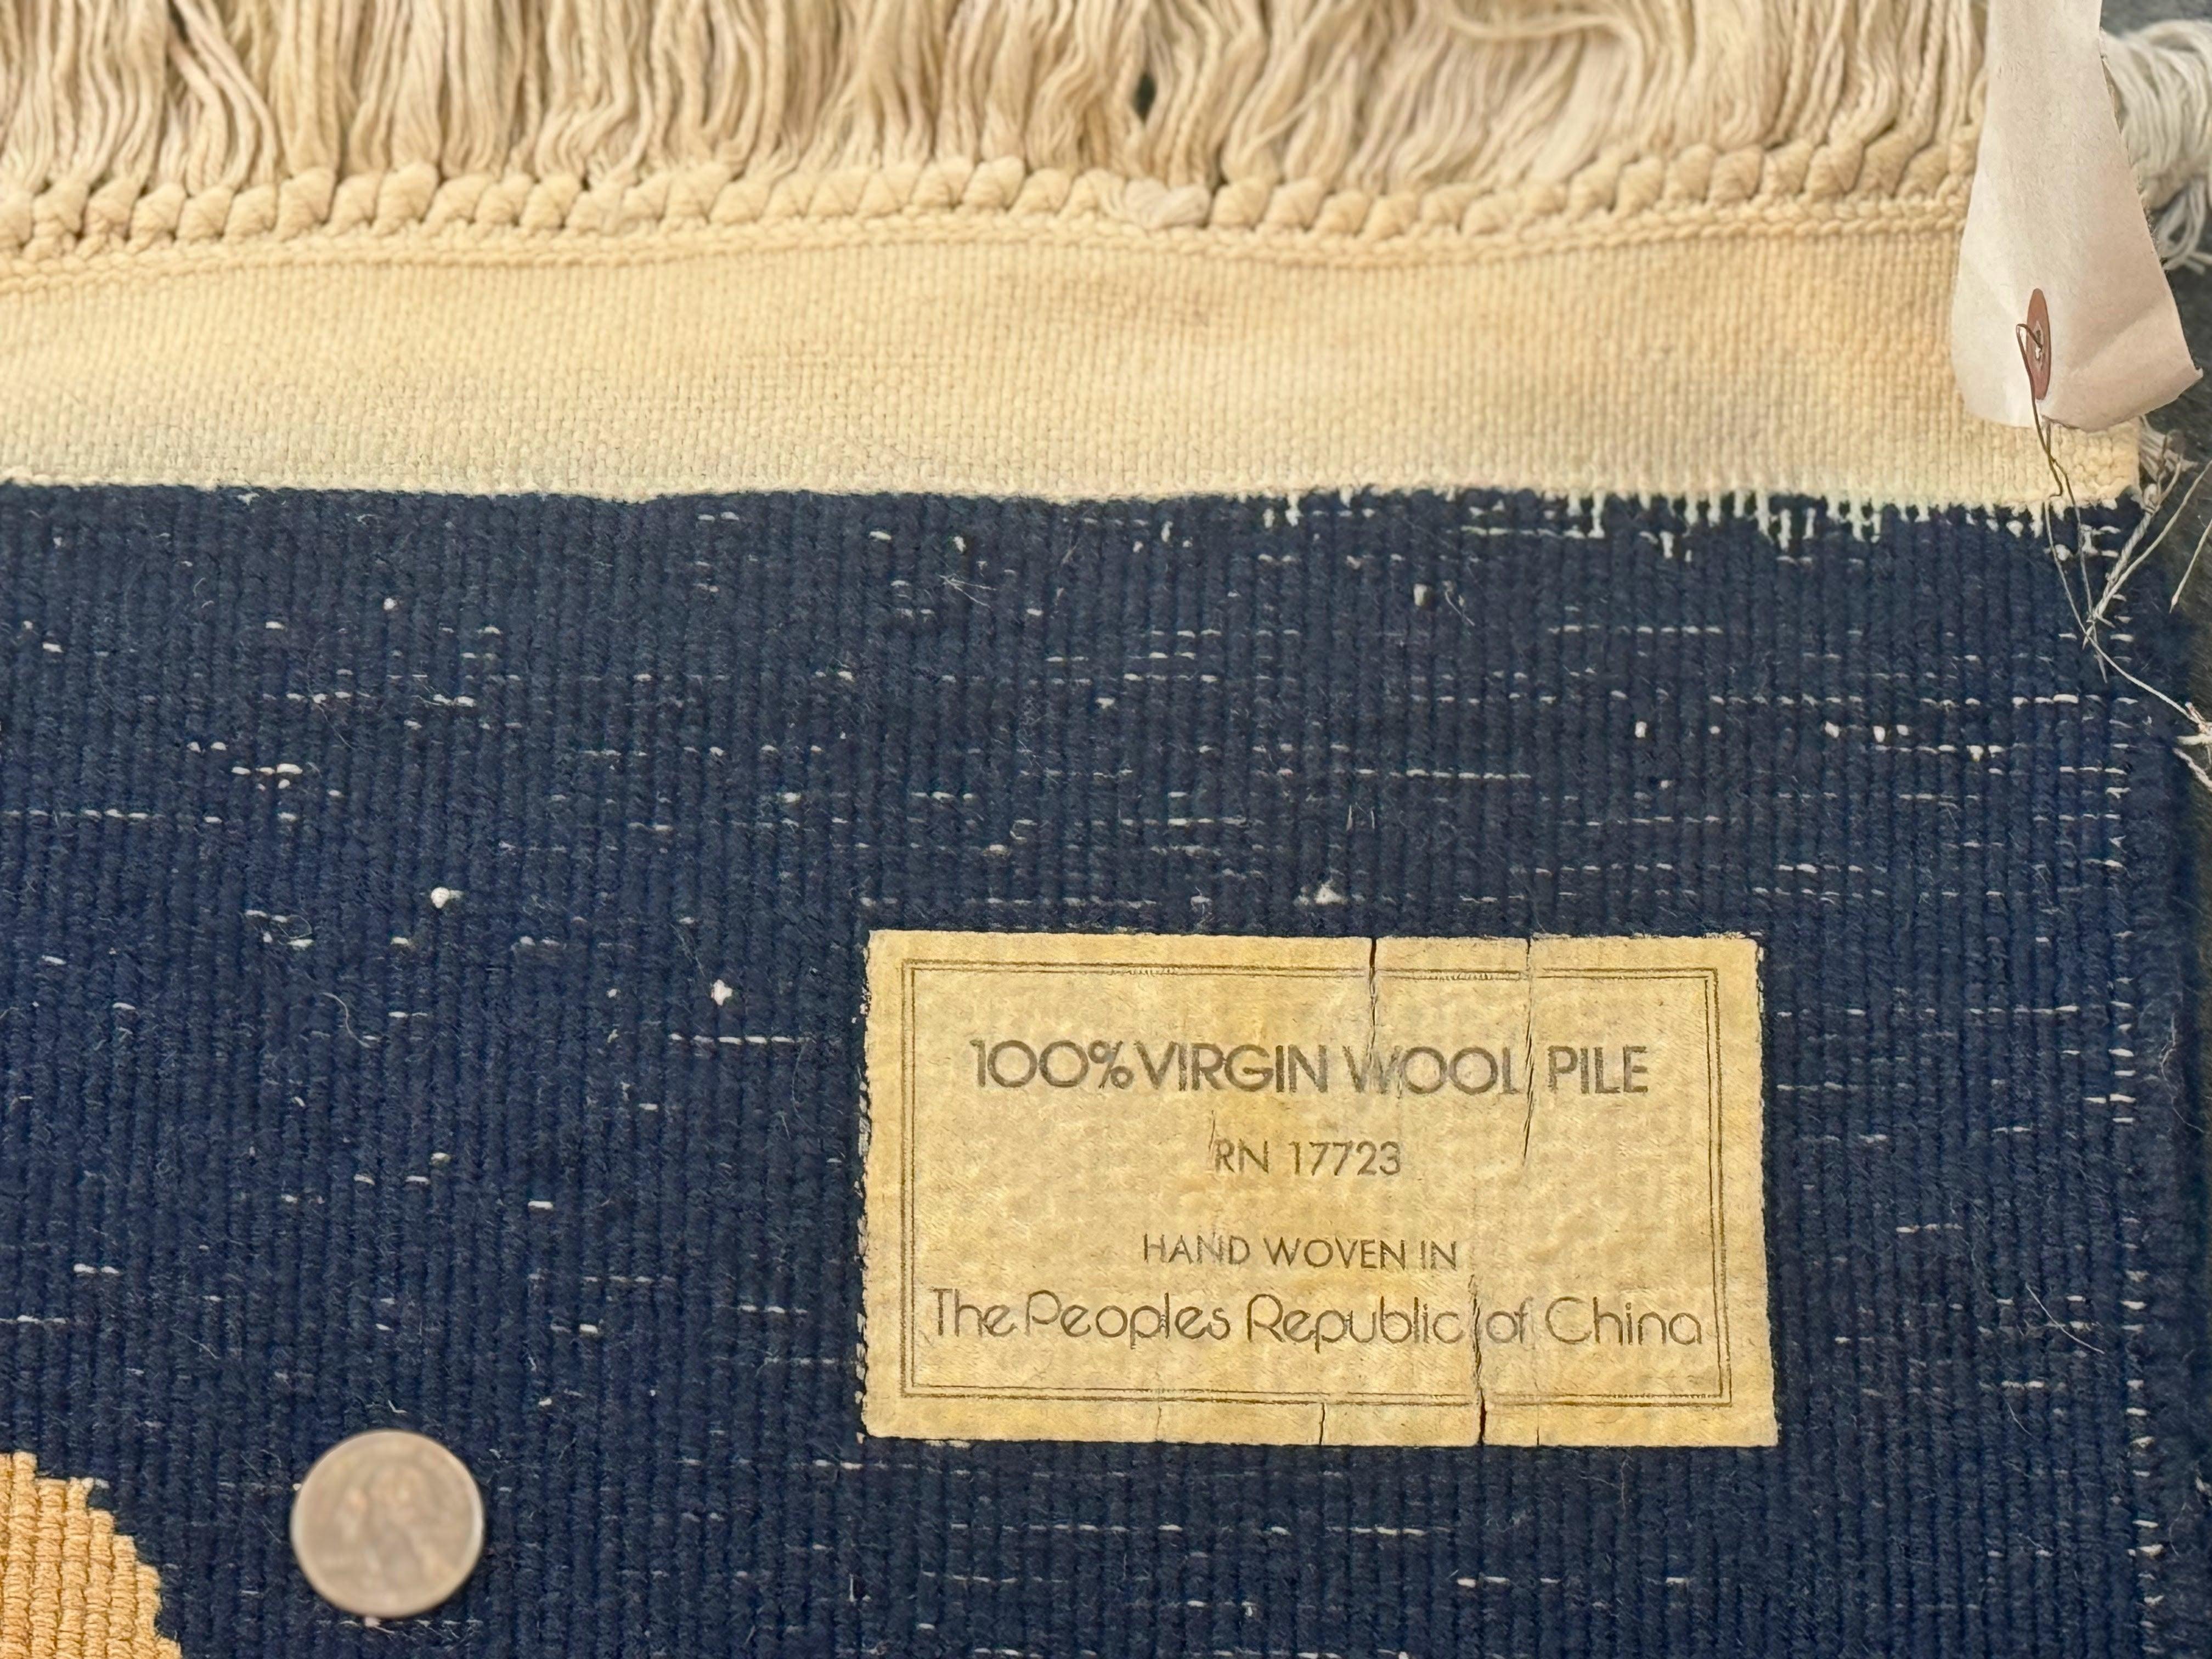 100% VIRGIN WOOL PILE
RN 17723
HAND WOVEN IN
The Peoples Republic of China